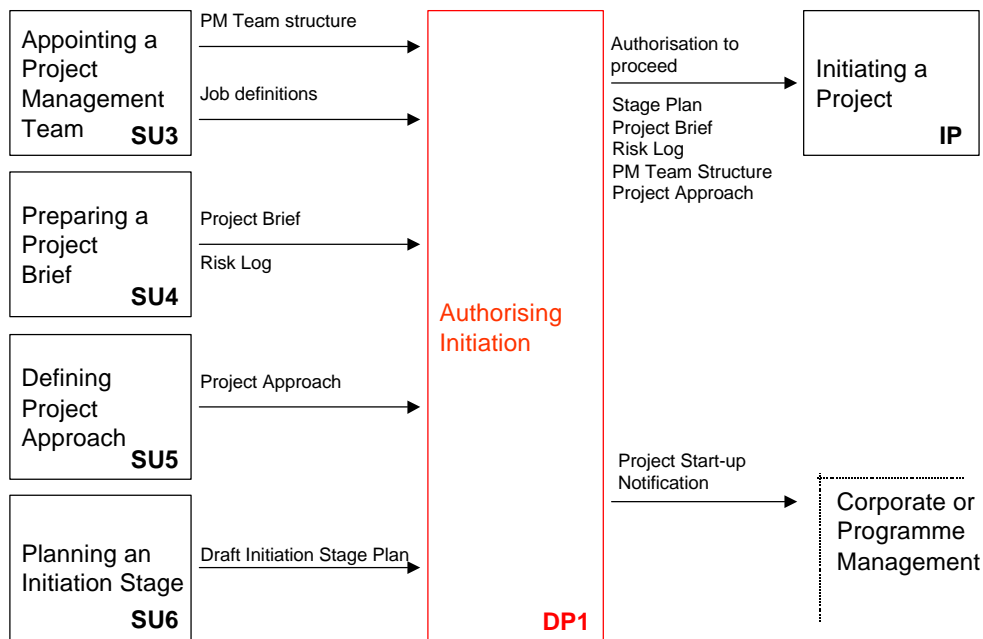 Appointing a
Project
Management
Team
SU3
PM Team structure
Job definitions
Preparing a
Project
Brief
SU4
Project Brief
Risk Log
Defining
Project
Approach
SU5
Project Approach
Planning an
Initiation Stage
SU6
Draft Initiation Stage Plan
Authorising
Initiation
DP1
Authorisation to
proceed
Stage Plan
Project Brief
Risk Log
PM Team Structure
Project Approach
Initiating a
Project
IP
Project Start-up
Notification
Corporate or
Programme
Management